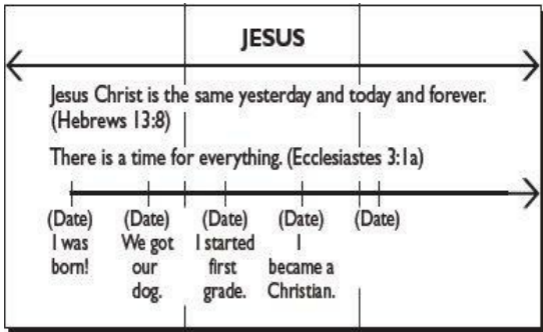 JESUS
Jesus Christ is the same yesterday and today and forever.
(Hebrews 13:8)
There is a time for everything. (Ecclesiastes 3:1a)
(Date) (Date) (Date) (Date) (Date)
I was We got I started I
born! our first became a
dog. grade. Christian.